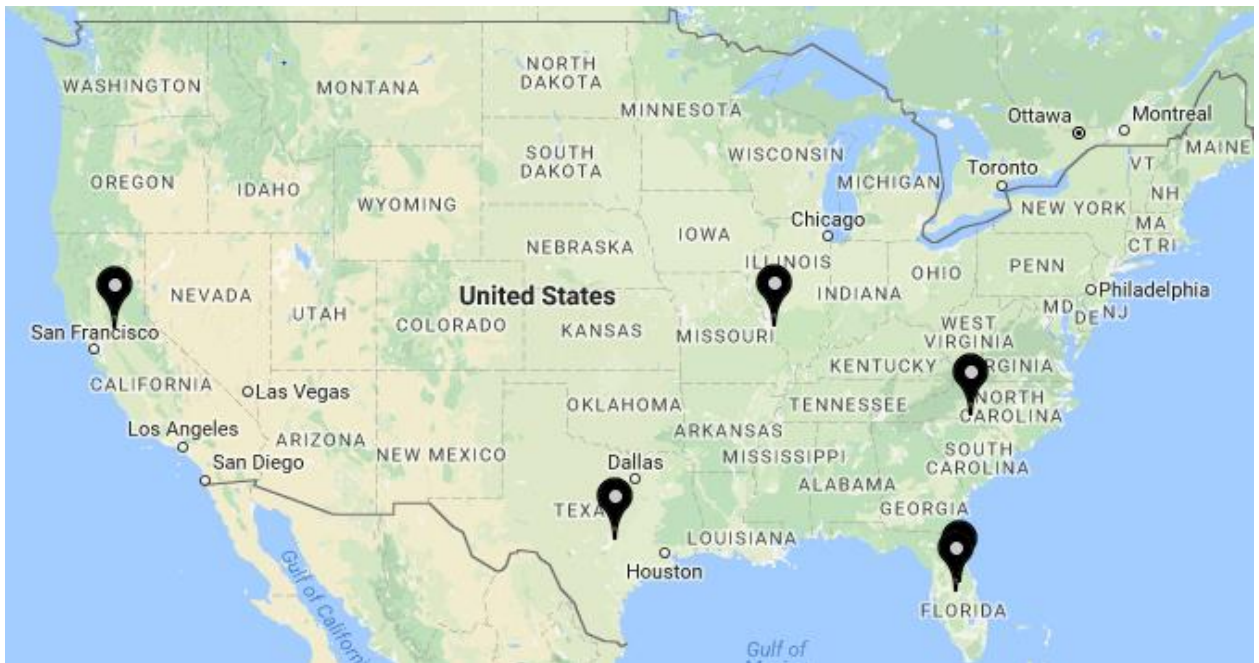 WASHINGTON
MONTANA
NORTH
DAKOTA
MINNESOTA
Ottawa
Montreal
MAINE
SOUTH
DAKOTA
WISCONSIN
MICHIGAN
Toronto
VT
NH
OREGON
IDAHO
WYOMING
NEW YORK
MA
CT RI
Chicago
IOWA
NEBRASKA
ILLINOIS
INDIANA
OHIO
PENN
Philadelphia
MD
DE
NJ
NEVADA
United States
UTAH
COLORADO
KANSAS
MISSOURI
WEST
VIRGINIA
KENTUCKY
San Francisco
CALIFORNIA
Las Vegas
OKLAHOMA
TENNESSEE
NORTH
CAROLINA
Los Angeles
ARIZONA
NEW MEXICO
ARKANSAS
MISSISSIPPI
SOUTH
CAROLINA
San Diego
Dallas
ALABAMA
GEORGIA
LOUISIANA
Houston
FLORIDA
Gulf of